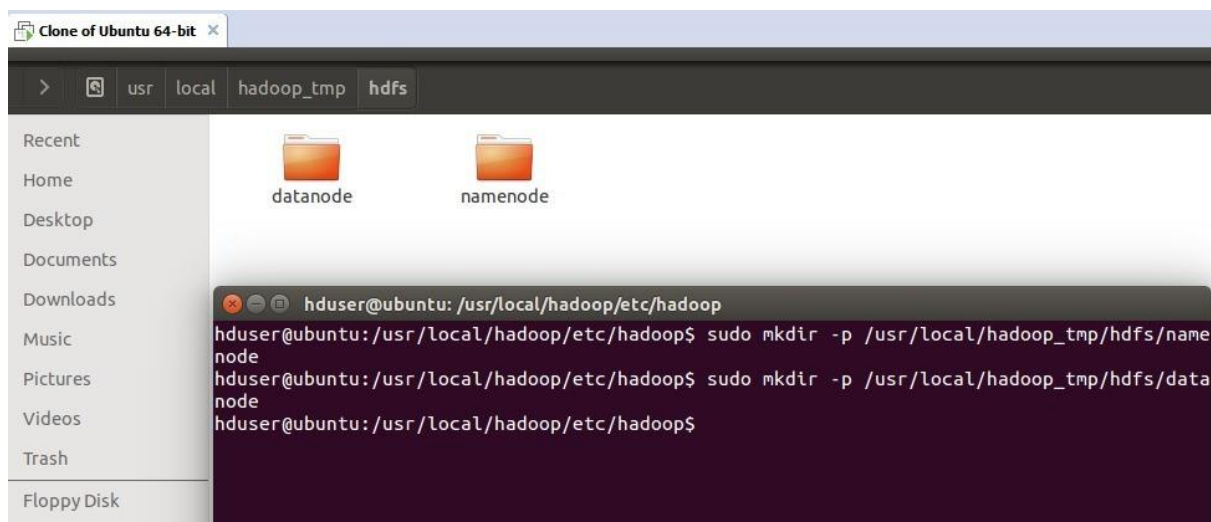 Clone of Ubuntu 64-bit ×
> usr local hadoop_tmp hdfs
Recent
Home
Desktop
Documents
Downloads
Music
Pictures
Videos
Trash
Floppy Disk
datanode namenode
hduser@ubuntu: /usr/local/hadoop/etc/hadoop
hduser@ubuntu:/usr/local/hadoop/etc/hadoop$ sudo mkdir -p /usr/local/hadoop_tmp/hdfs/name
node
hduser@ubuntu:/usr/local/hadoop/etc/hadoop$ sudo mkdir -p /usr/local/hadoop_tmp/hdfs/data
node
hduser@ubuntu:/usr/local/hadoop/etc/hadoop$